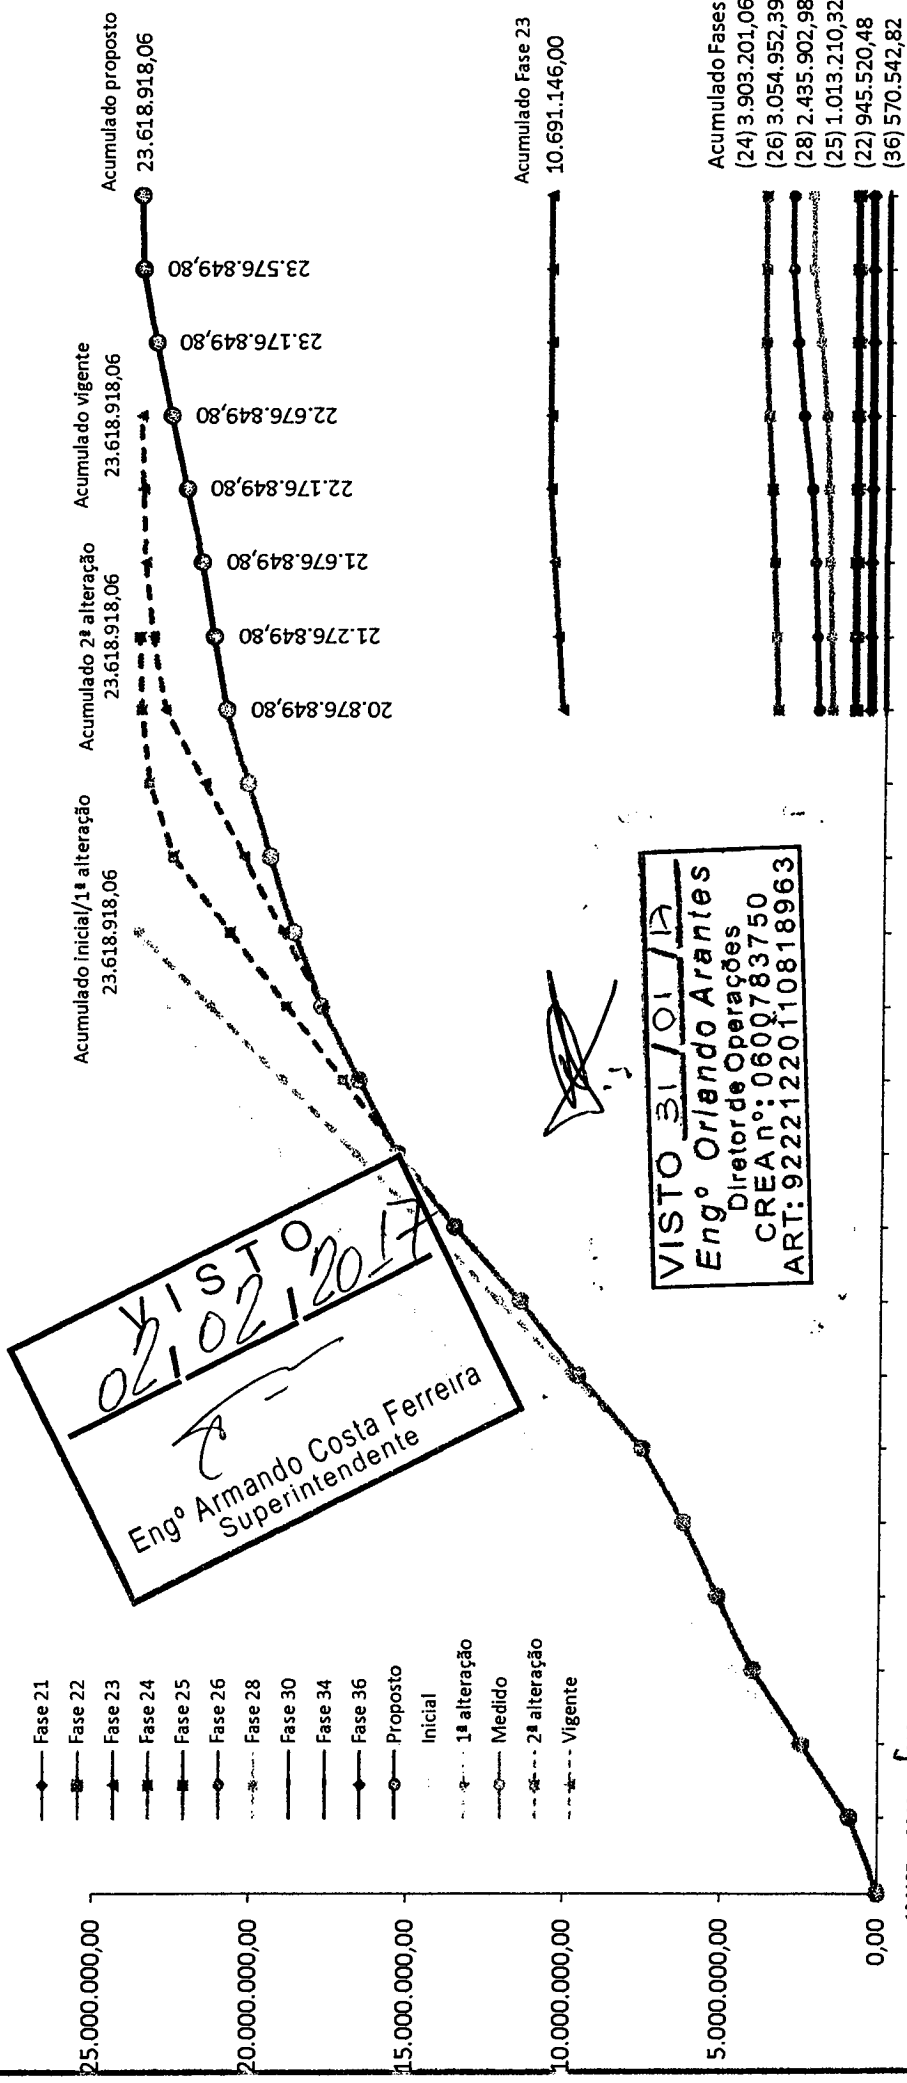 25.000.000,00
20.000.000,00
15.000.000,00
10.000.000,00
5.000.000,00
0,00
Fase 21
Fase 22
Fase 23
Fase 24
Fase 25
Fase 26
Fase 28
Fase 30
Fase 34
Fase 36
Proposto
Inicial
1ª alteração
Medido
2ª alteração
Vigente
VISTO
02/02/2017
Engº Armando Costa Ferreira
Superintendente
Acumulado inicial/1ª alteração
23.618.918,06
Acumulado 2ª alteração
23.618.918,06
Acumulado vigente
23.618.918,06
Acumulado proposto
23.618.918,06
20.876.849,80
21.276.849,80
21.676.849,80
22.176.849,80
22.676.849,80
23.176.849,80
23.576.849,80
Acumulado Fase 23
10.691.146,00
VISTO 31/01/17
Engº Orlando Arantes
Diretor de Operações
CREA nº: 0600783750
ART: 92221220110818963
Acumulado Fases
(24) 3.903.201,06
(26) 3.054.952,39
(28) 2.435.902,98
(25) 1.013.210,32
(22) 945.520,48
(36) 570.542,82